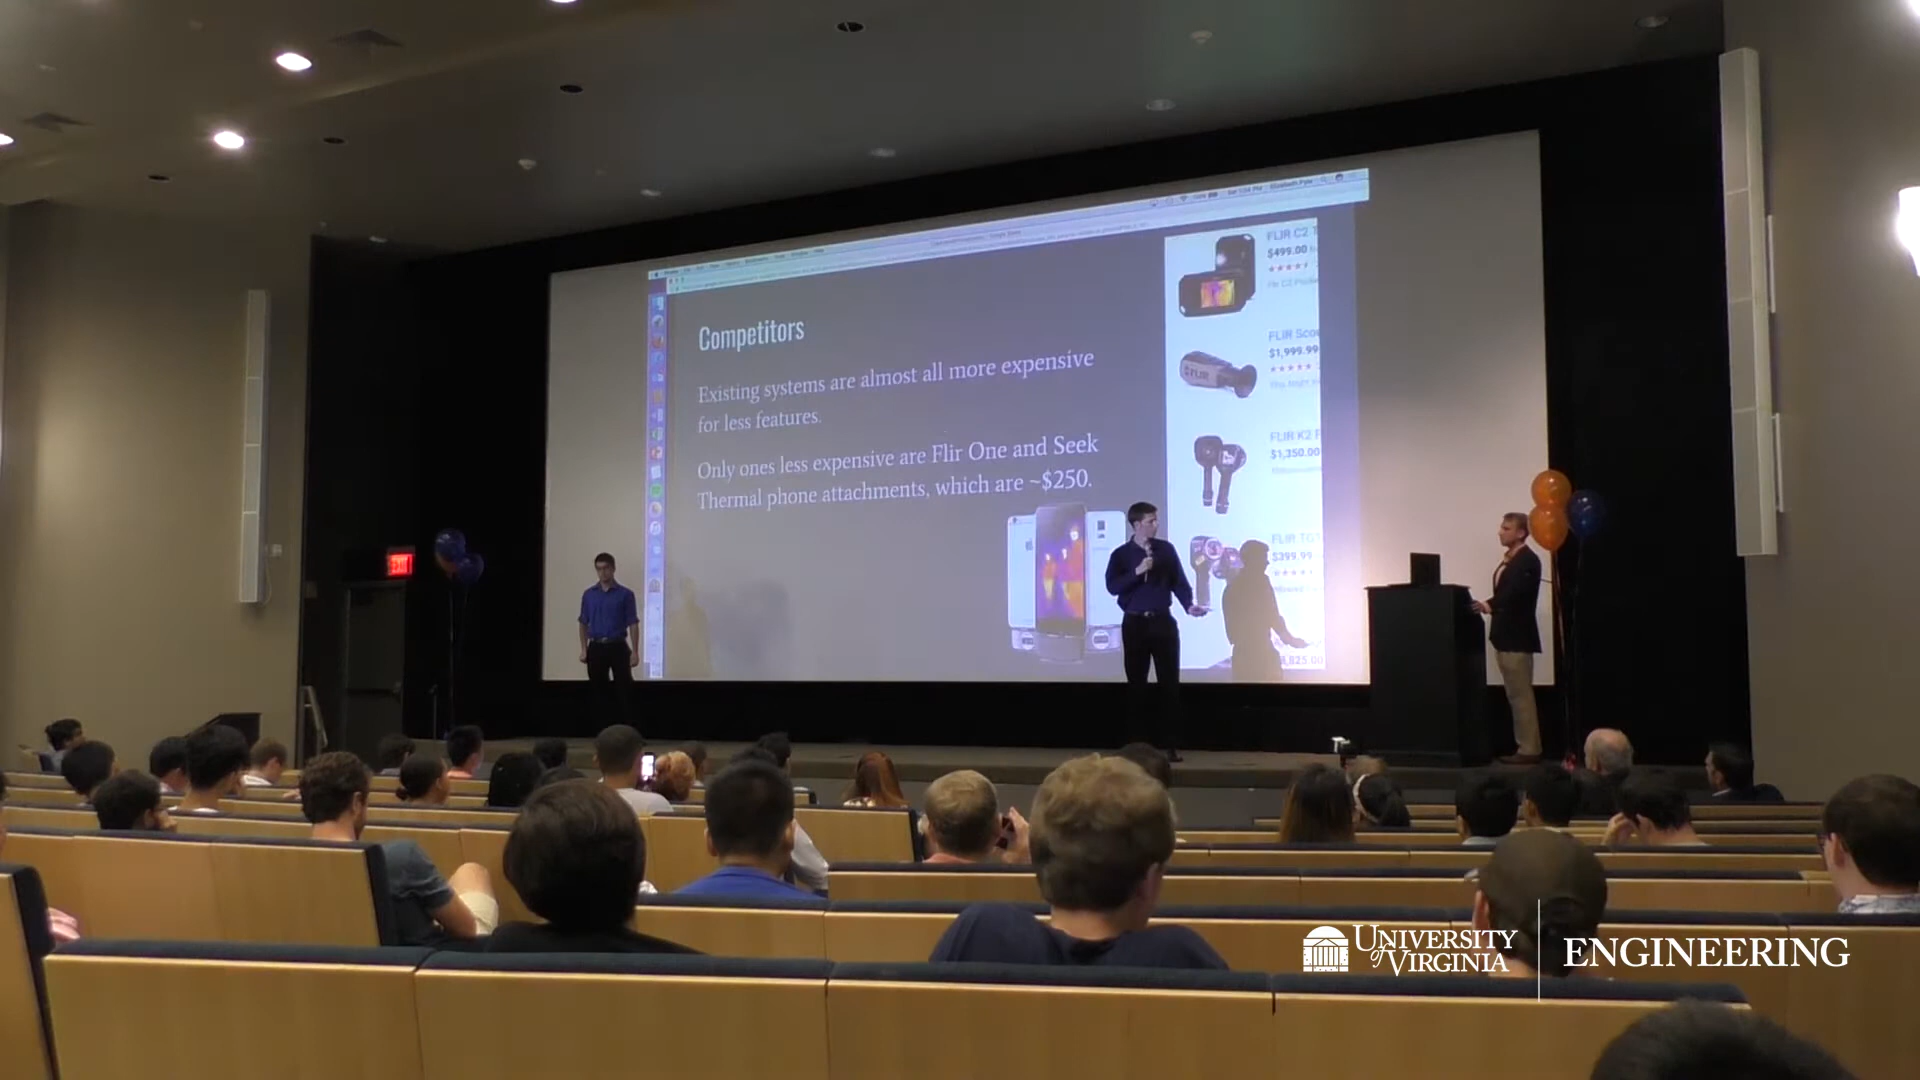 Competitors
Existing systems are almost all more expensive
for less features.
Only ones less expensive are Flir One and Seek
Thermal phone attachments, which are ~$250.
FLIR C2 T
$499.00
FLIR Scou
$1,999.99
FLIR
FLIR K2 F
$1,350.00
FLIR TG1
$399.99
EXIT
UNIVERSITY
of VIRGINIA
ENGINEERING